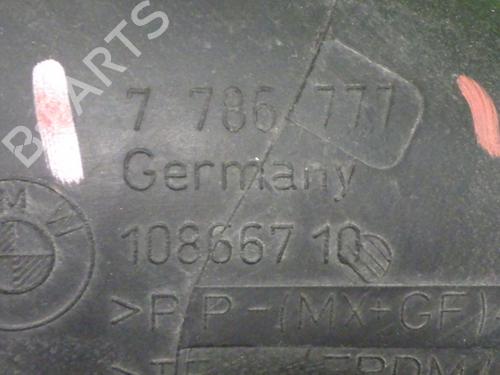 B PARTS
7 786 777
Germany
BMW
10866710
>PP-(MX+GF)